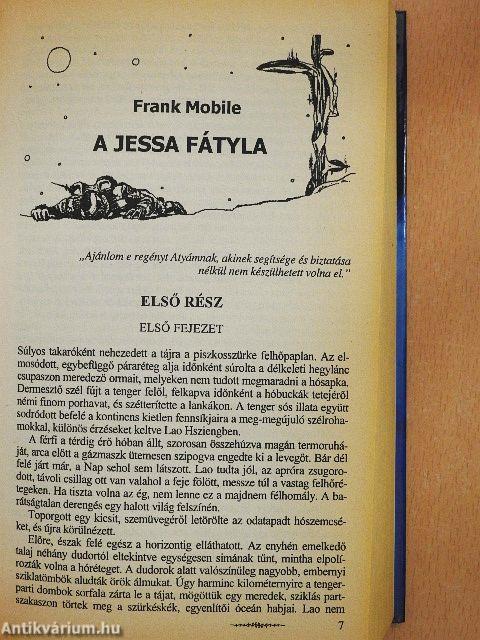 Frank Mobile
A JESSA FÁTYLA
„Ajánlom e regényt Atyámnak, akinek segítsége és biztatása
nélkül nem készülhetett volna el."
ELSŐ RÉSZ
ELSŐ FEJEZET
Súlyos takaróként nehezedett a tájra a piszkosszürke felhőpaplan. Az el-
mosódott, egybefüggő páraréteg alja időnként súrolta a délkeleti hegylánc
csupaszon meredező ormait, melyeken nem tudott megmaradni a hósapka.
Dermesztő szél fújt a tenger felől, felkapva időnként a hóbuckák tetejéről
némi finom porhavat, és szétterítette a lankákon. A tenger sós illata együtt
sodródott befelé a kontinens kietlen fennsíkjaira a meg-megújuló szélroha-
mokkal, különös érzéseket keltve Lao Hsziengben.
A férfi a térdig érő hóban állt, szorosan összehúzva magán termoruhá-
ját, arca előtt a gázmaszk ütemesen szipogva engedte ki a levegőt. Bár dél
felé járt már, a Nap sehol sem látszott. Lao tudta jól, az apróra zsugoro-
dott, távoli csillag ott van valahol a feje fölött, messze túl a vastag felhőré-
tegeken. Ha tiszta volna az ég, nem lenne ez a majdnem félhomály. A ba-
rátságtalan derengés egy halott világ felszínén.
Toporgott egy kicsit, szemüvegéről letörölte az odatapadt hószemcsé-
ket, és újra körülnézett.
Előre, észak felé egész a horizontig elláthatott. Az enyhén emelkedő
talaj néhány dudortól eltekintve egységesen simának tűnt, mintha elpolí-
rozták volna a hóréteget. A dudorok alatt valószínűleg nagyobb, embernyi
sziklatömbök aludták örök álmukat. Úgy harminc kilométernyire a tenger-
parti dombok sorfala zárta le a tájat, mögöttük egy meredek, sziklás part-
szakaszon törtek meg a szürkéskék, egyenlítői óceán habjai. Lao nem
7
Antikvárium.hu